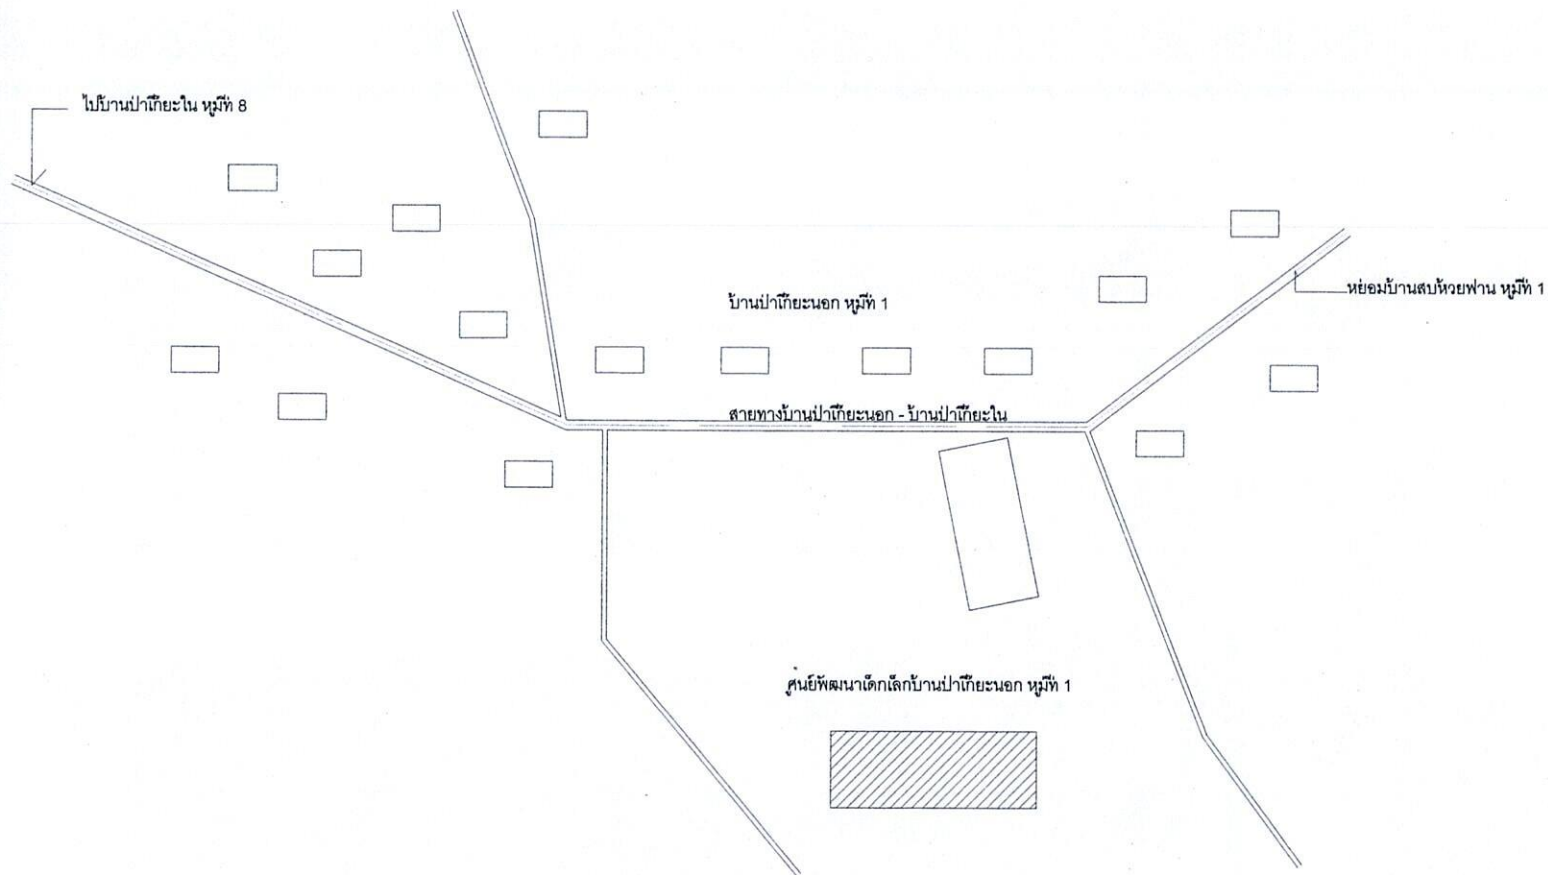 ไปบ้านป่าเกี๊ยะใน หมู่ที่ 8
บ้านป่าเกี๊ยะนอก หมู่ที่ 1
หย่อมบ้านสบห้วยฟาน หมู่ที่ 1
สายทางบ้านป่าเกี๊ยะนอก - บ้านป่าเกี๊ยะใน
ศูนย์พัฒนาเด็กเล็กบ้านป่าเกี๊ยะนอก หมู่ที่ 1